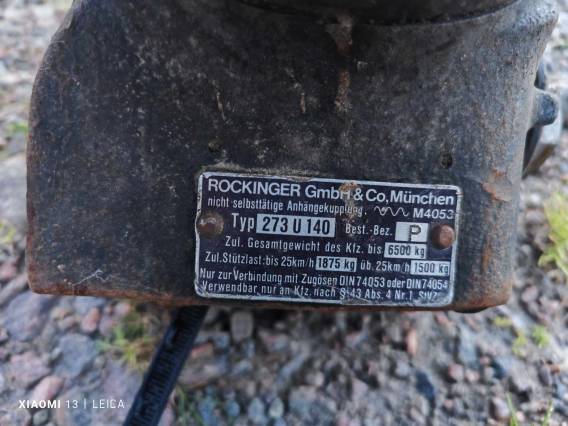 ROCKINGER GmbH & Co, München
nicht selbsttätige Anhängekupplung M4053
Typ 273 U 140 Best.-Bez. P
Zul. Gesamtgewicht des Kfz. bis 6500 kg
Zul. Stützlast: bis 25km/h 1875 kg üb. 25km/h 1500 kg
Nur zur Verbindung mit Zugösen DIN 74053 oder DIN 74054
Verwendbar nur an Kfz. nach § 43 Abs. 4 Nr. 1
XIAOMI 13 | LEICA